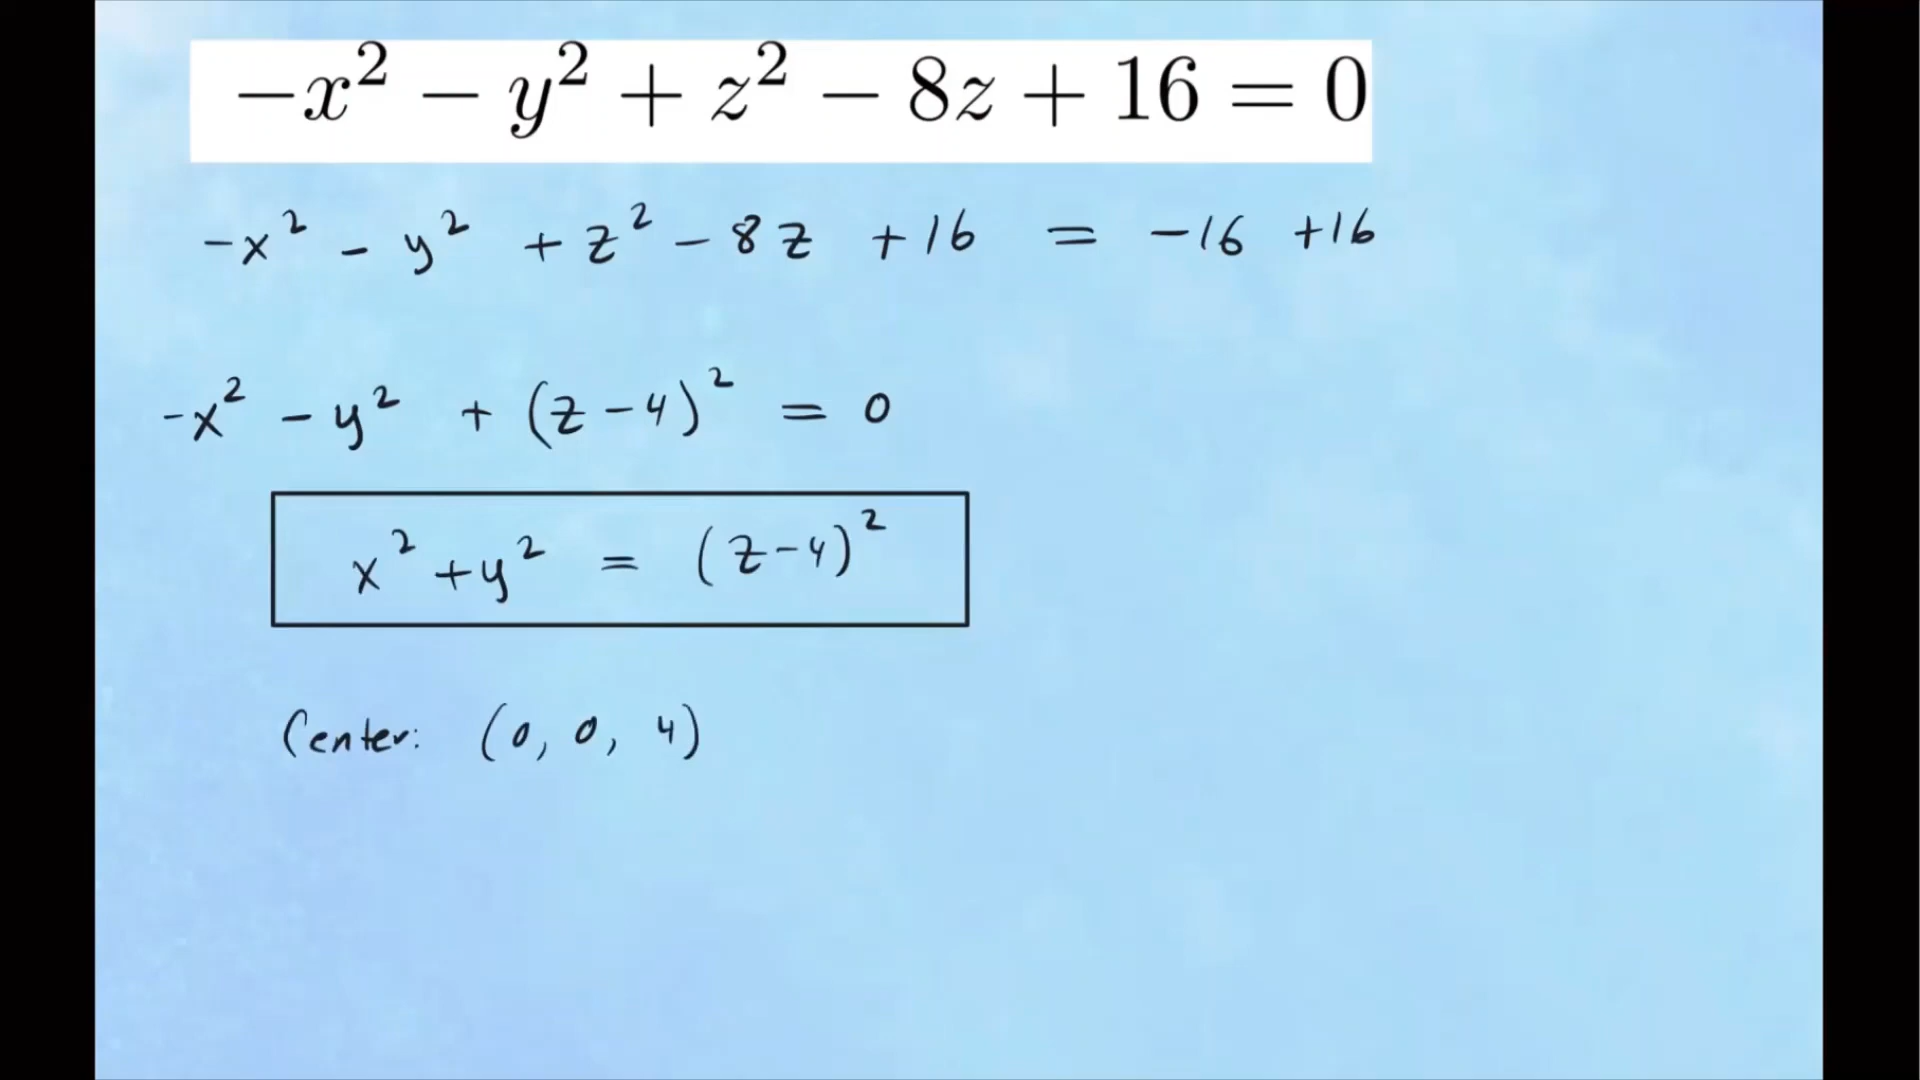 −x² − y² + z² − 8z + 16 = 0
-x² - y² + z² - 8z + 16 = -16 + 16
-x² - y² + (z-4)² = 0
x² + y² = (z-4)²
Center: (0, 0, 4)